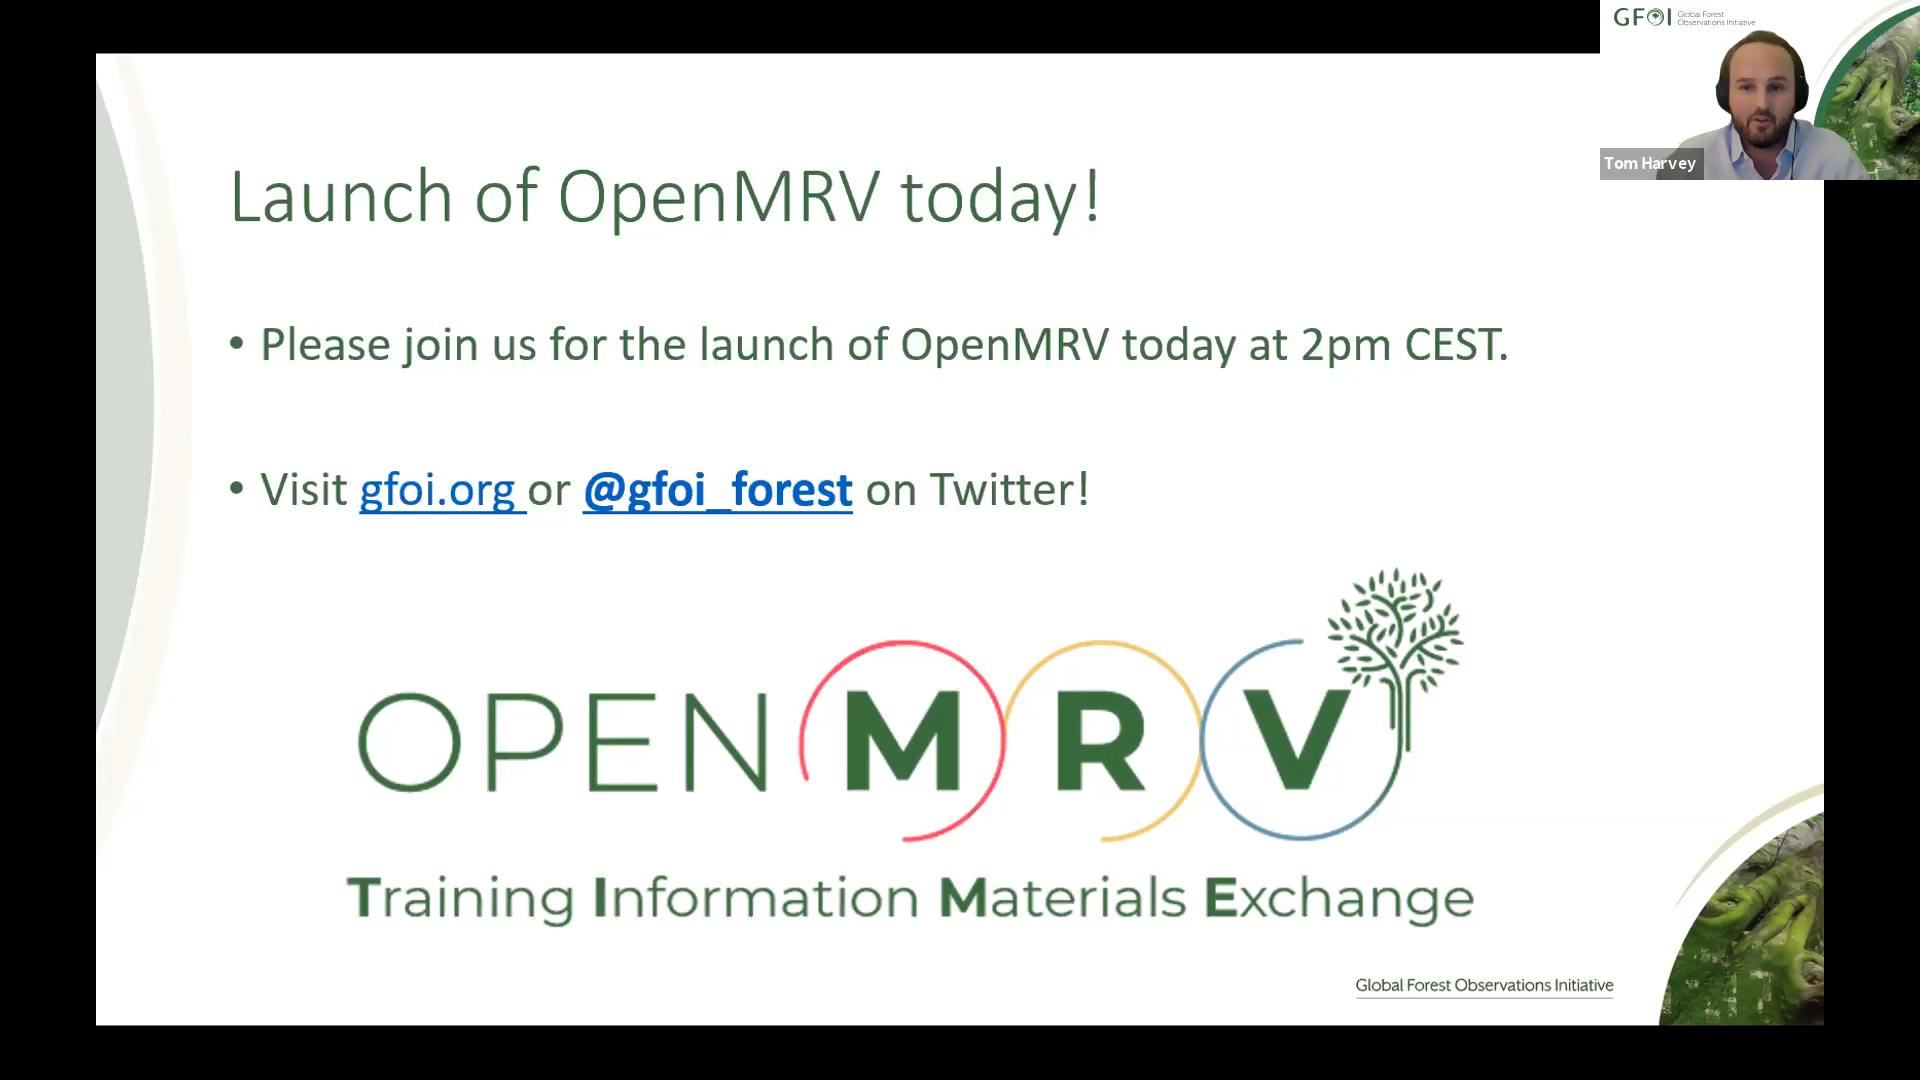 GFOI Global Forest
Observations Initiative
Tom Harvey
Launch of OpenMRV today!
• Please join us for the launch of OpenMRV today at 2pm CEST.
• Visit gfoi.org or @gfoi_forest on Twitter!
OPEN MRV
Training Information Materials Exchange
Global Forest Observations Initiative